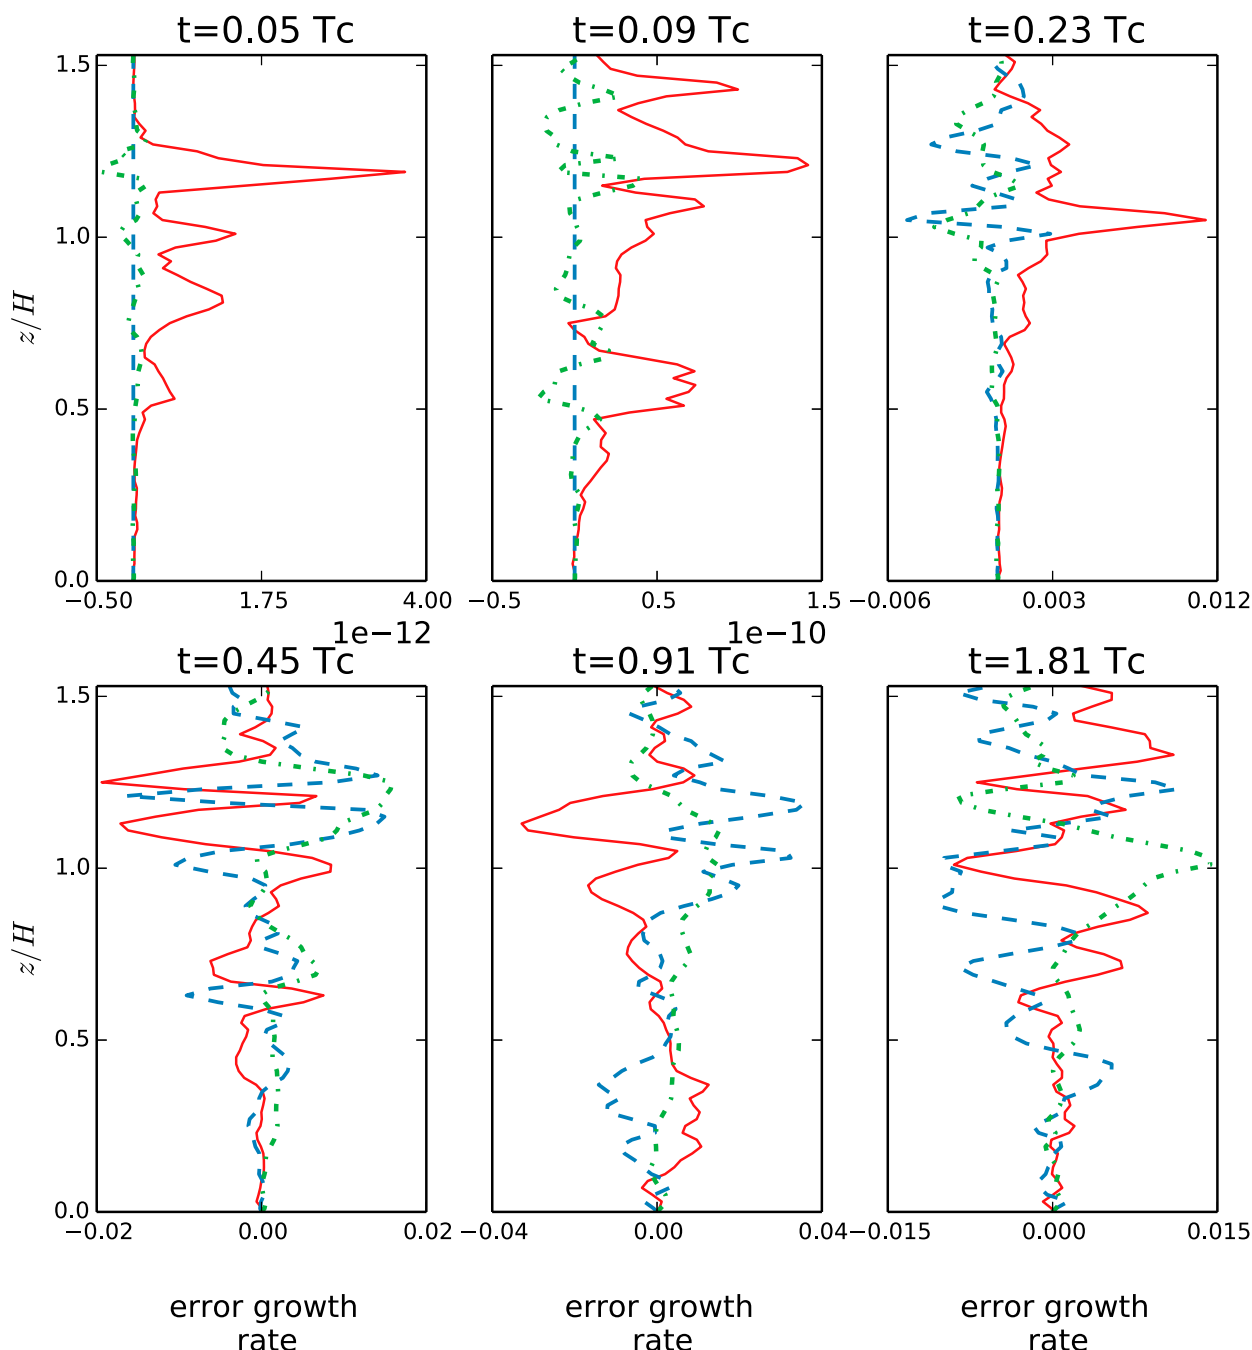 t=0.05 Tc t=0.09 Tc t=0.23 Tc
1.5
1.0
z/H
0.5
0.0
−0.50 1.75 4.00 −0.5 0.5 1.5 −0.006 0.003 0.012
1e−12 1e−10
t=0.45 Tc t=0.91 Tc t=1.81 Tc
1.5
1.0
z/H
0.5
0.0
−0.02 0.00 0.02 −0.04 0.00 0.04 −0.015 0.000 0.015
error growth error growth error growth
rate rate rate